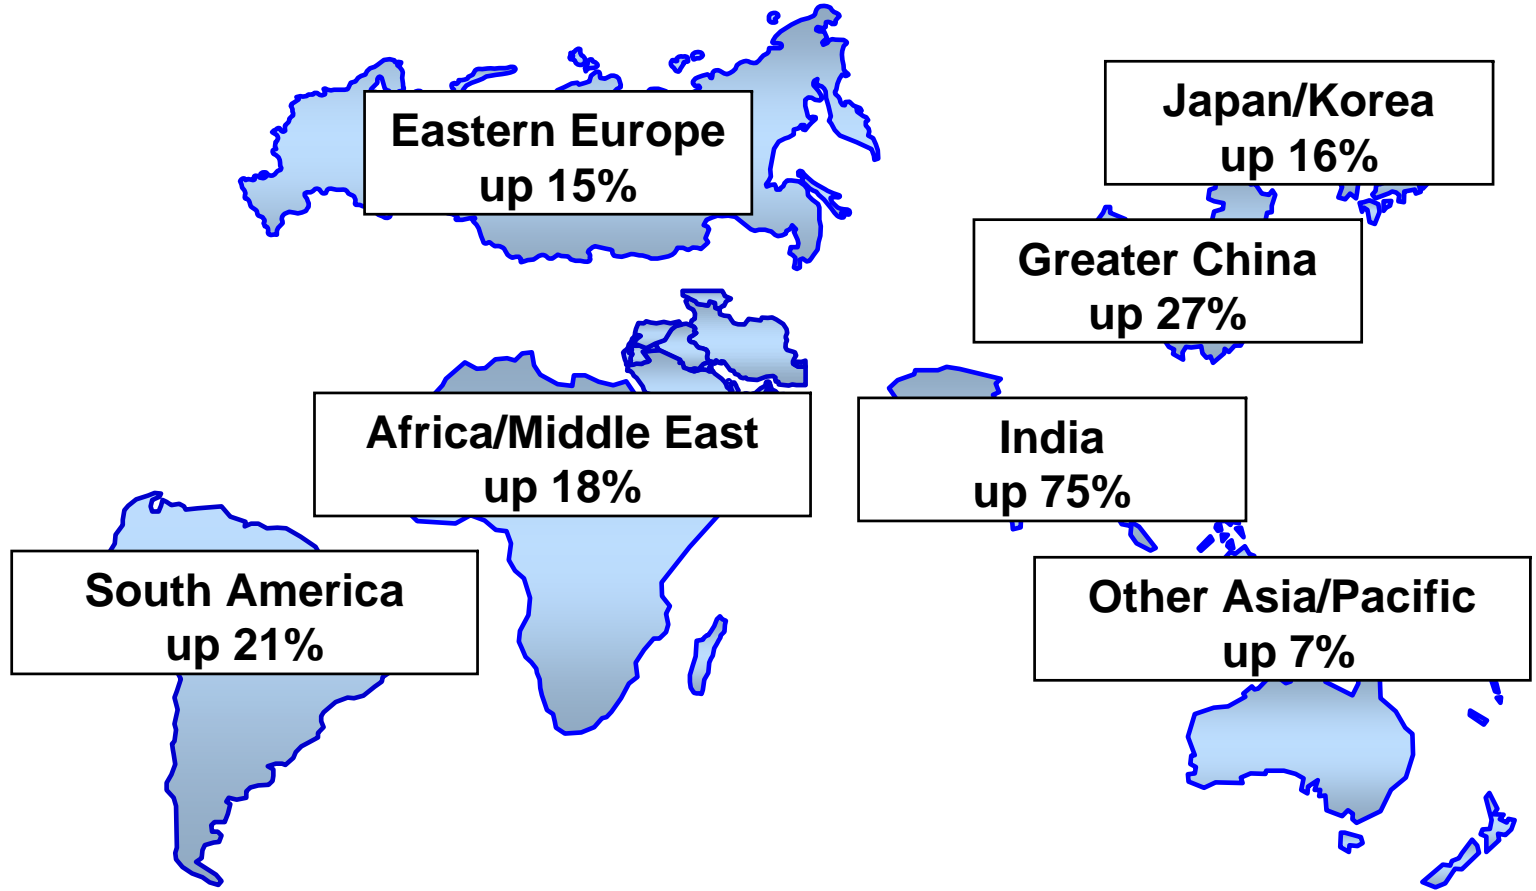 Eastern Europe
up 15%
Japan/Korea
up 16%
Greater China
up 27%
Africa/Middle East
up 18%
India
up 75%
South America
up 21%
Other Asia/Pacific
up 7%